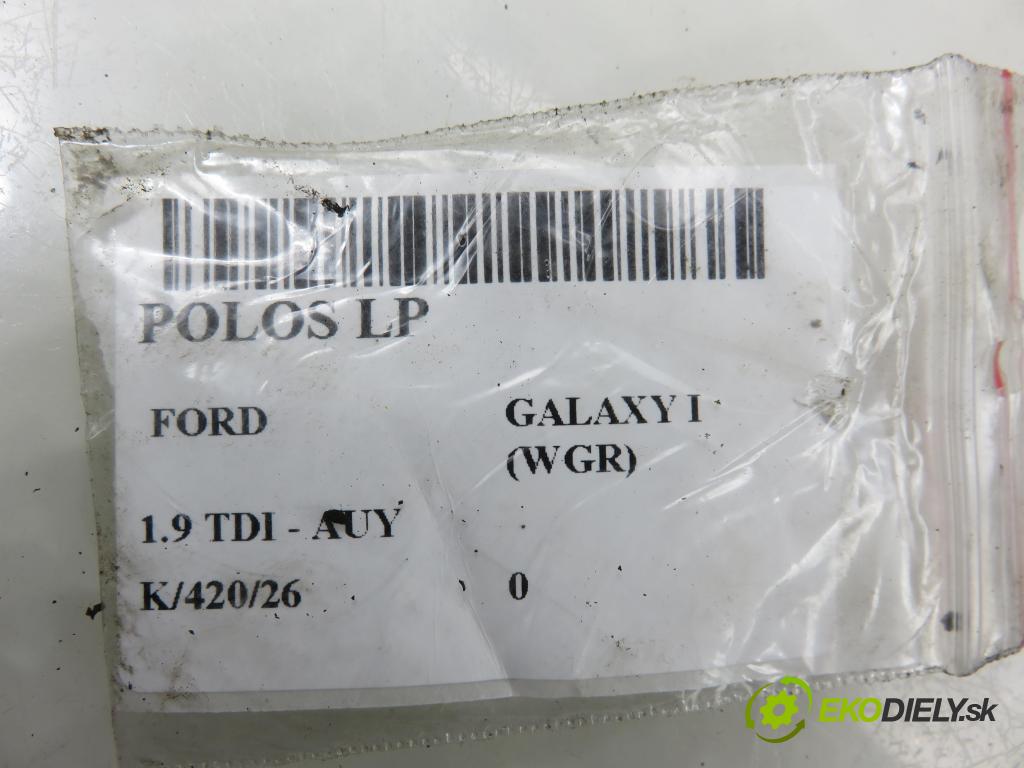 POLOS LP
FORD
GALAXY I
(WGR)
1.9 TDI - AUY
K/420/26
0
EKODIELY.sk